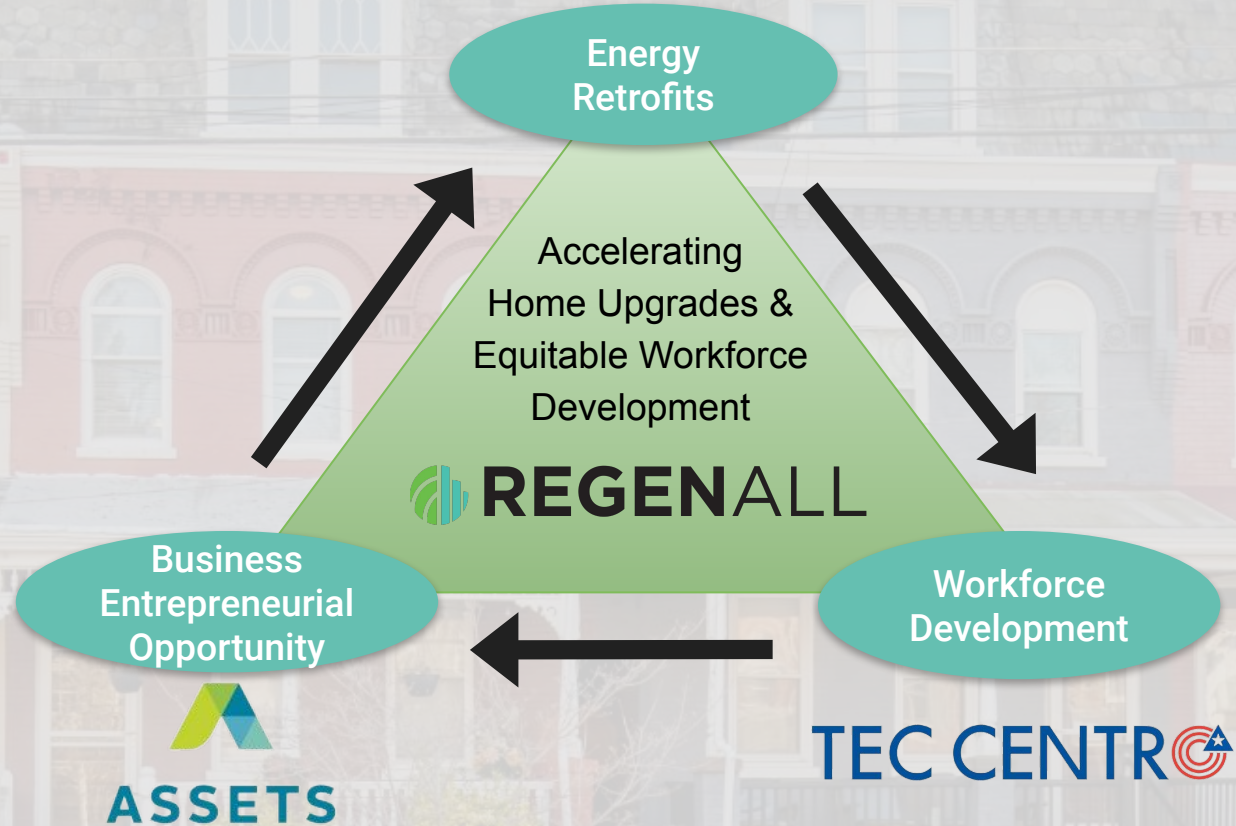 Energy
Retrofits
Accelerating
Home Upgrades &
Equitable Workforce
Development
REGENALL
Business
Entrepreneurial
Opportunity
Workforce
Development
ASSETS
TEC CENTRO